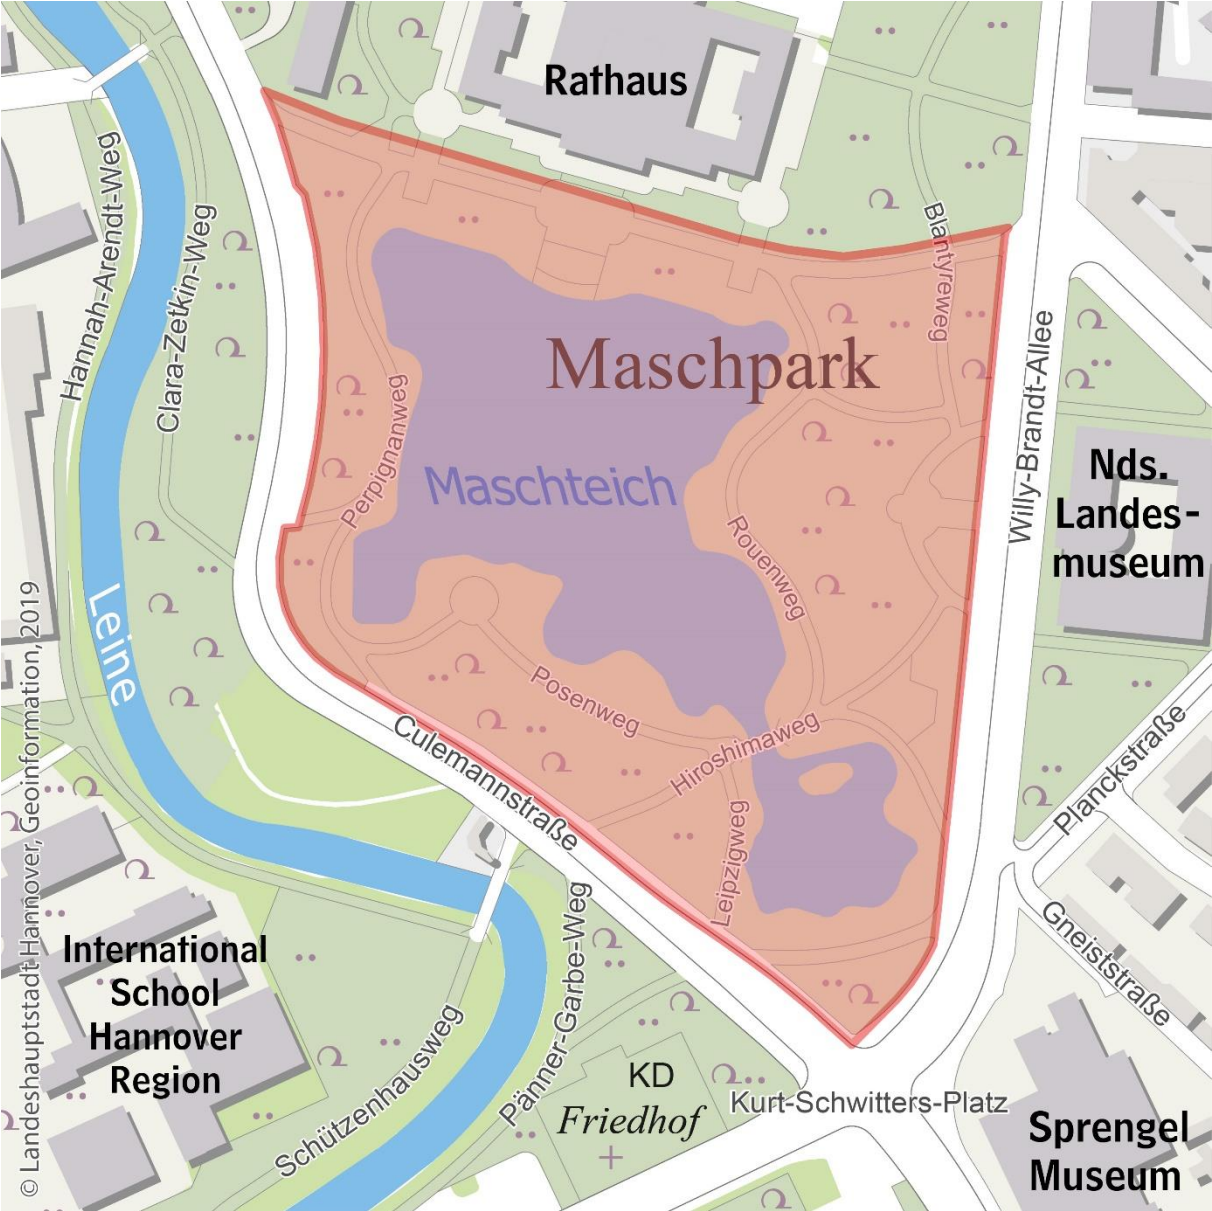 Rathaus
Hannah-Arendt-Weg
Clara-Zetkin-Weg
Blantyreweg
Maschpark
Willy-Brandt-Allee
Perpignanweg
Maschteich
Nds.
Landes-
museum
Rouenweg
Leine
Posenweg
Hiroshimaweg
Culemannstraße
Leipzigweg
Planckstraße
Gneiststraße
© Landeshauptstadt Hannover, Geoinformation, 2019
International
School
Hannover
Region
Schützenhausweg
Pänner-Garbe-Weg
KD
Friedhof
Kurt-Schwitters-Platz
Sprengel
Museum